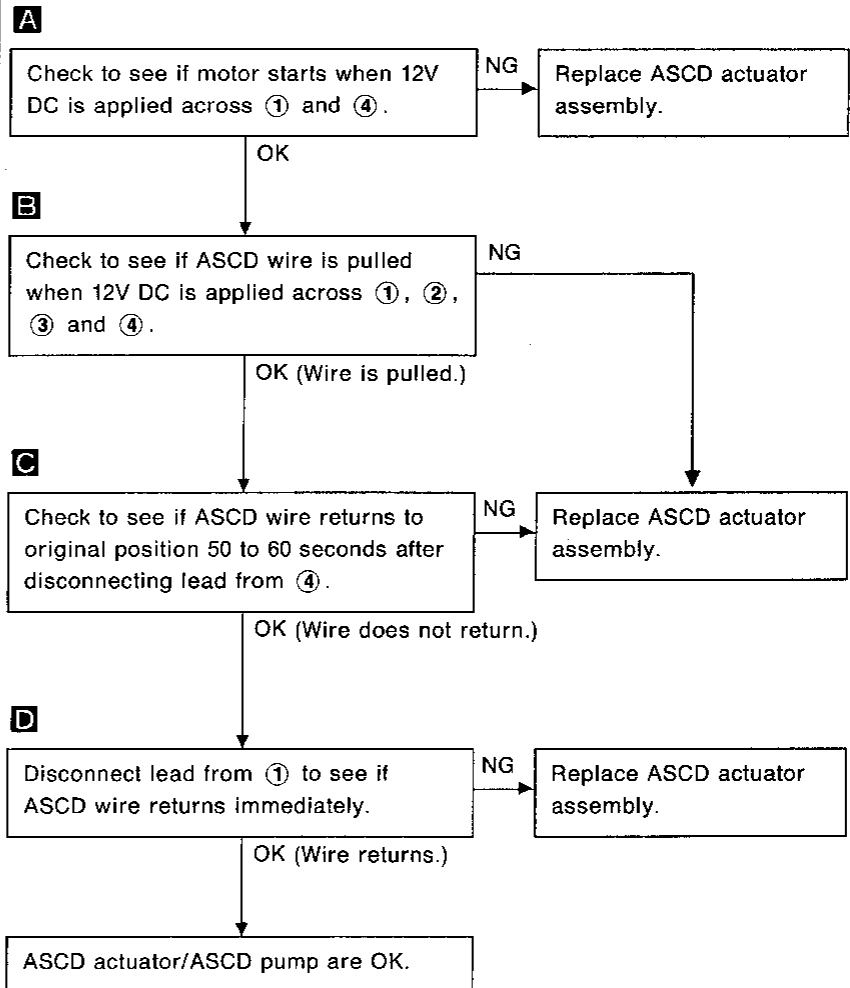 A
Check to see if motor starts when 12V
DC is applied across ① and ④.
NG
Replace ASCD actuator
assembly.
OK
B
Check to see if ASCD wire is pulled
when 12V DC is applied across ①, ②,
③ and ④.
NG
OK (Wire is pulled.)
C
Check to see if ASCD wire returns to
original position 50 to 60 seconds after
disconnecting lead from ④.
NG
Replace ASCD actuator
assembly.
OK (Wire does not return.)
D
Disconnect lead from ① to see if
ASCD wire returns immediately.
NG
Replace ASCD actuator
assembly.
OK (Wire returns.)
ASCD actuator/ASCD pump are OK.